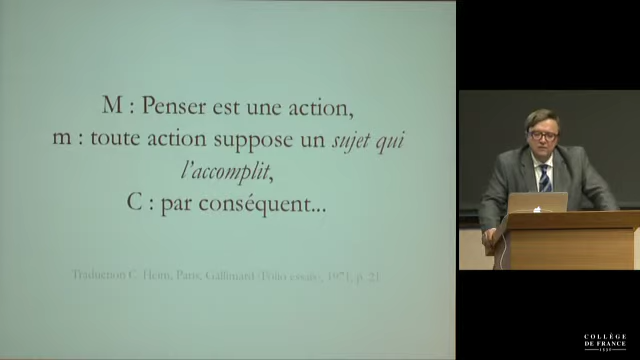 M : Penser est une action,
m : toute action suppose un sujet qui
l'accomplit,
C : par conséquent...
Traduction C. Heim, Paris, Gallimard (Folio essais), 1971, p. 21
COLLÈGE
DE FRANCE
1530